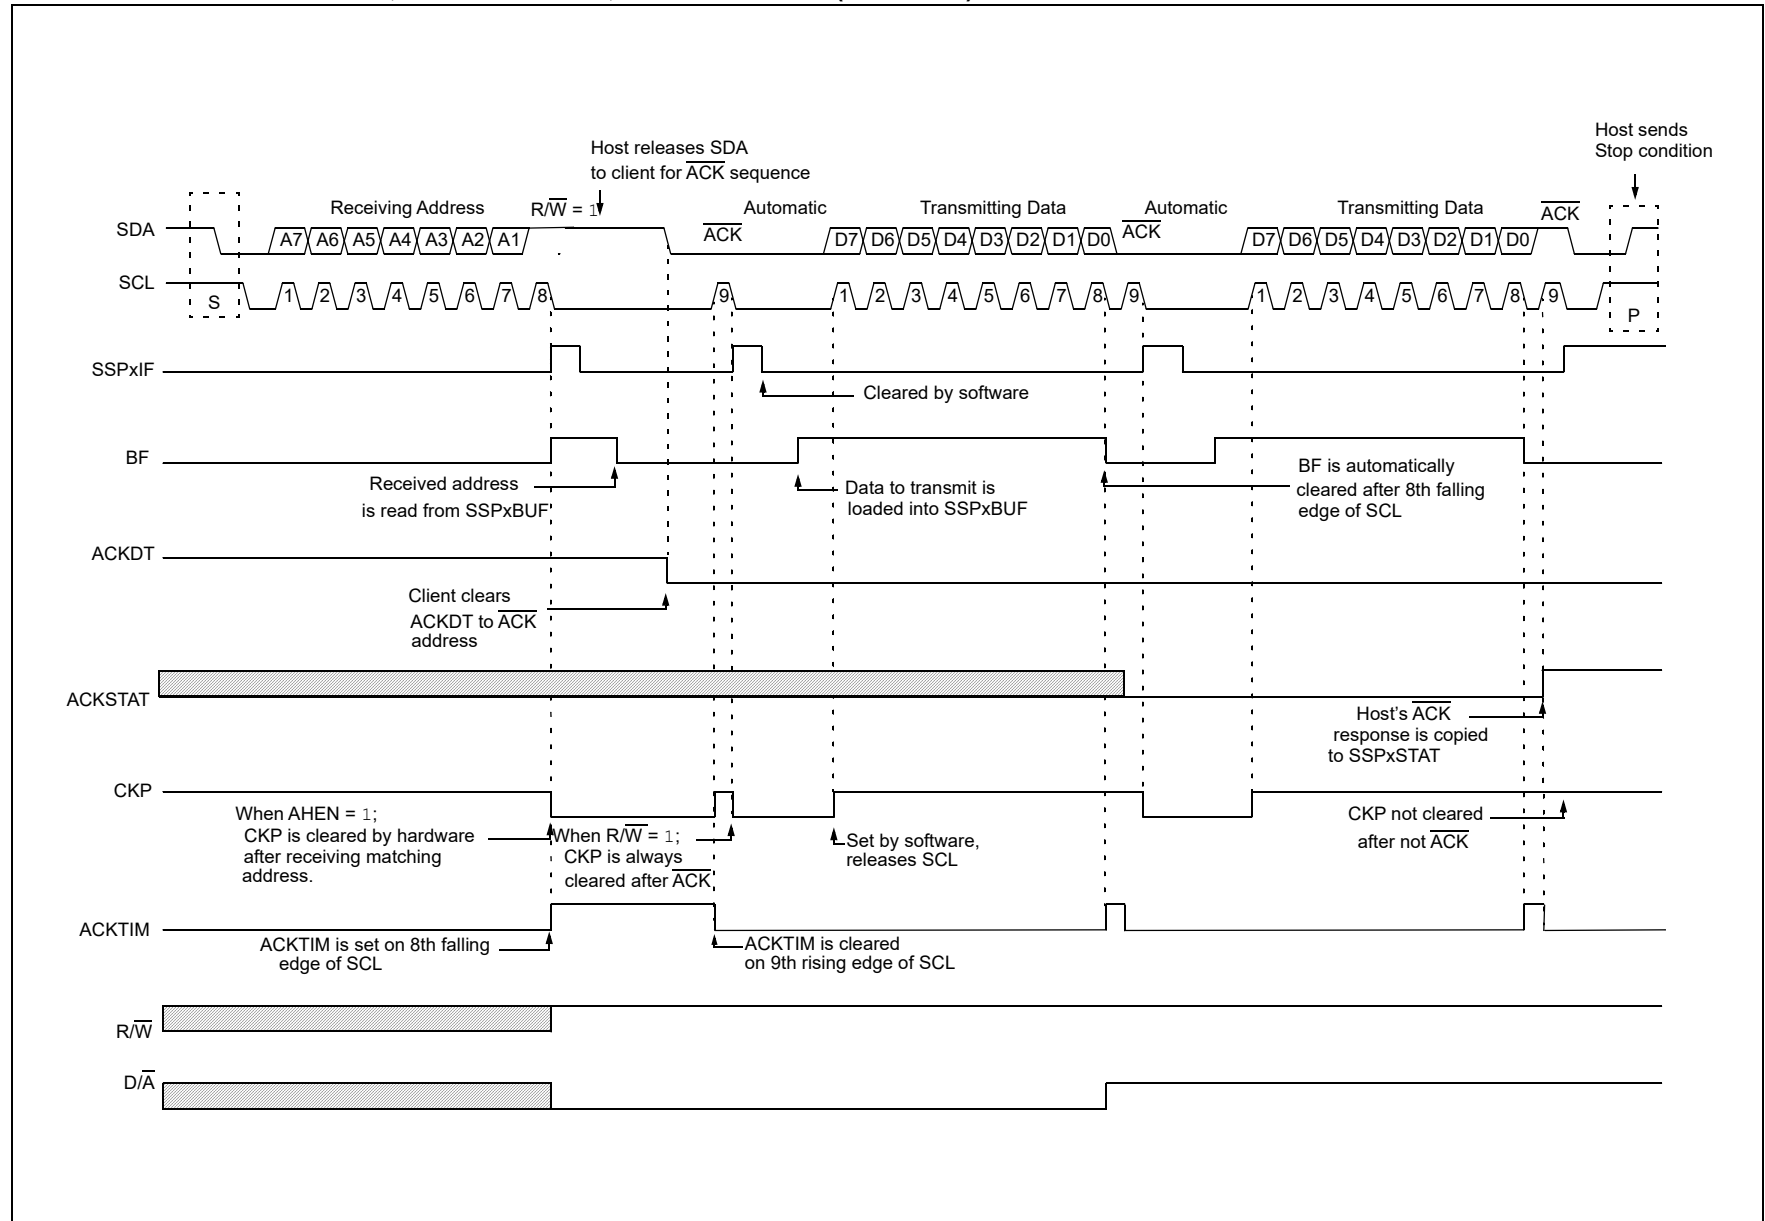 Host sends
Stop condition
Host releases SDA
to client for ACK sequence
Receiving Address
R/W = 1
ACK
Automatic
Transmitting Data
ACK
Automatic
Transmitting Data
ACK
SDA
A7 A6 A5 A4 A3 A2 A1
D7 D6 D5 D4 D3 D2 D1 D0
D7 D6 D5 D4 D3 D2 D1 D0
SCL
S
1 2 3 4 5 6 7 8 9
1 2 3 4 5 6 7 8 9
1 2 3 4 5 6 7 8 9
P
SSPxIF
Cleared by software
BF
Received address
is read from SSPxBUF
Data to transmit is
loaded into SSPxBUF
BF is automatically
cleared after 8th falling
edge of SCL
ACKDT
Client clears
ACKDT to ACK
address
ACKSTAT
Host's ACK
response is copied
to SSPxSTAT
CKP
When AHEN = 1;
CKP is cleared by hardware
after receiving matching
address.
When R/W = 1;
CKP is always
cleared after ACK
Set by software,
releases SCL
CKP not cleared
after not ACK
ACKTIM
ACKTIM is set on 8th falling
edge of SCL
ACKTIM is cleared
on 9th rising edge of SCL
R/W
D/A